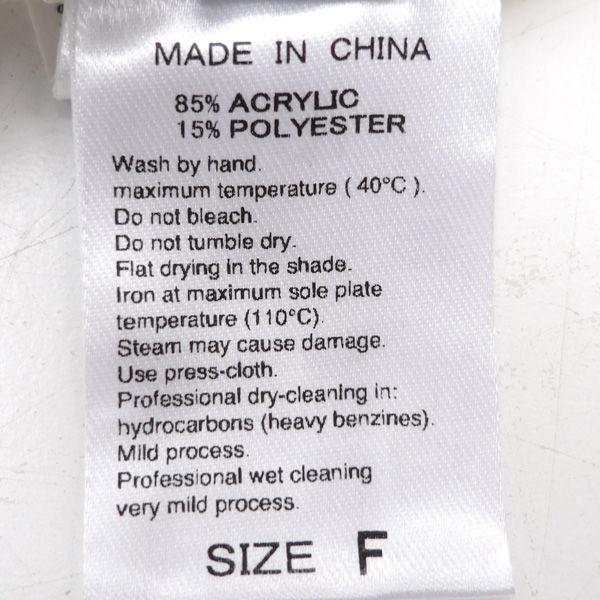 MADE IN CHINA
85% ACRYLIC
15% POLYESTER
Wash by hand.
maximum temperature ( 40°C ).
Do not bleach.
Do not tumble dry.
Flat drying in the shade.
Iron at maximum sole plate
temperature (110°C).
Steam may cause damage.
Use press-cloth.
Professional dry-cleaning in:
hydrocarbons (heavy benzines).
Mild process.
Professional wet cleaning
very mild process.
SIZE F